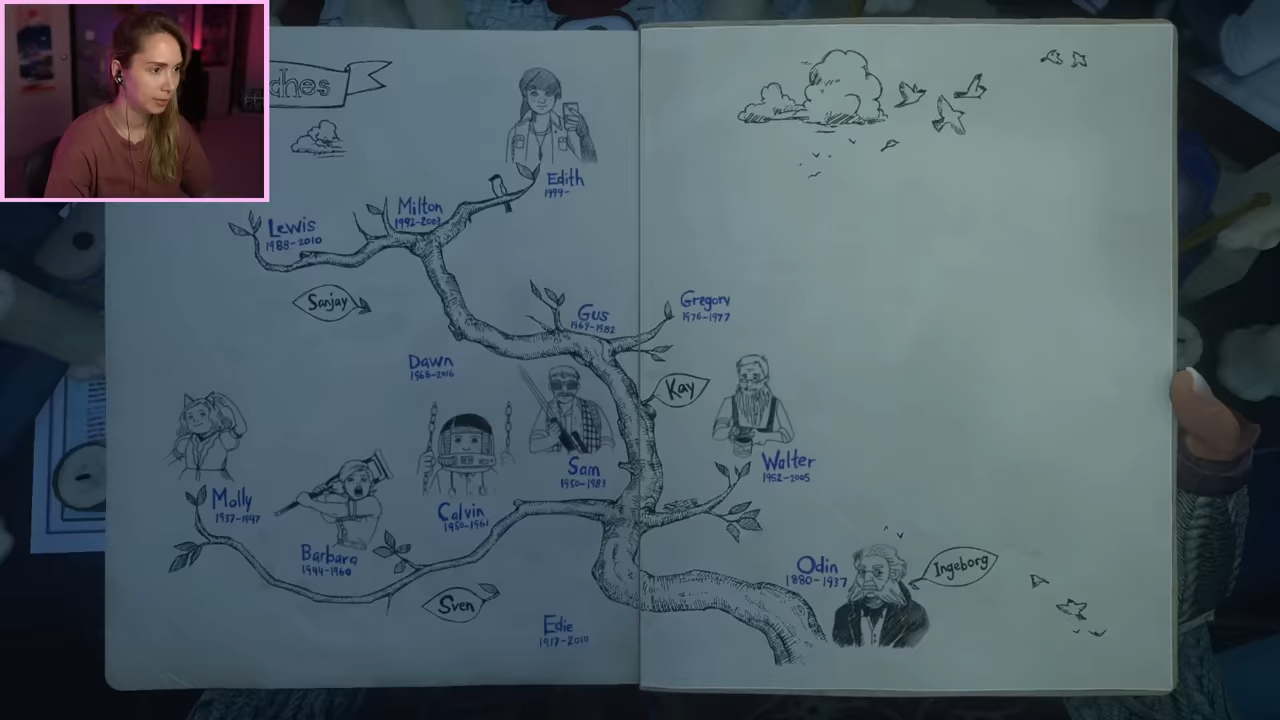 ches
Edith
1999-
Milton
1992-2003
Lewis
1988-2010
Sanjay
Gus
1969-1982
Gregory
1976-1977
Dawn
1968-2016
Kay
Sam
1950-1983
Walter
1952-2005
Molly
1937-1947
Calvin
1950-1961
Barbara
1944-1960
Odin
1880-1937
Ingeborg
Sven
Edie
1917-2010